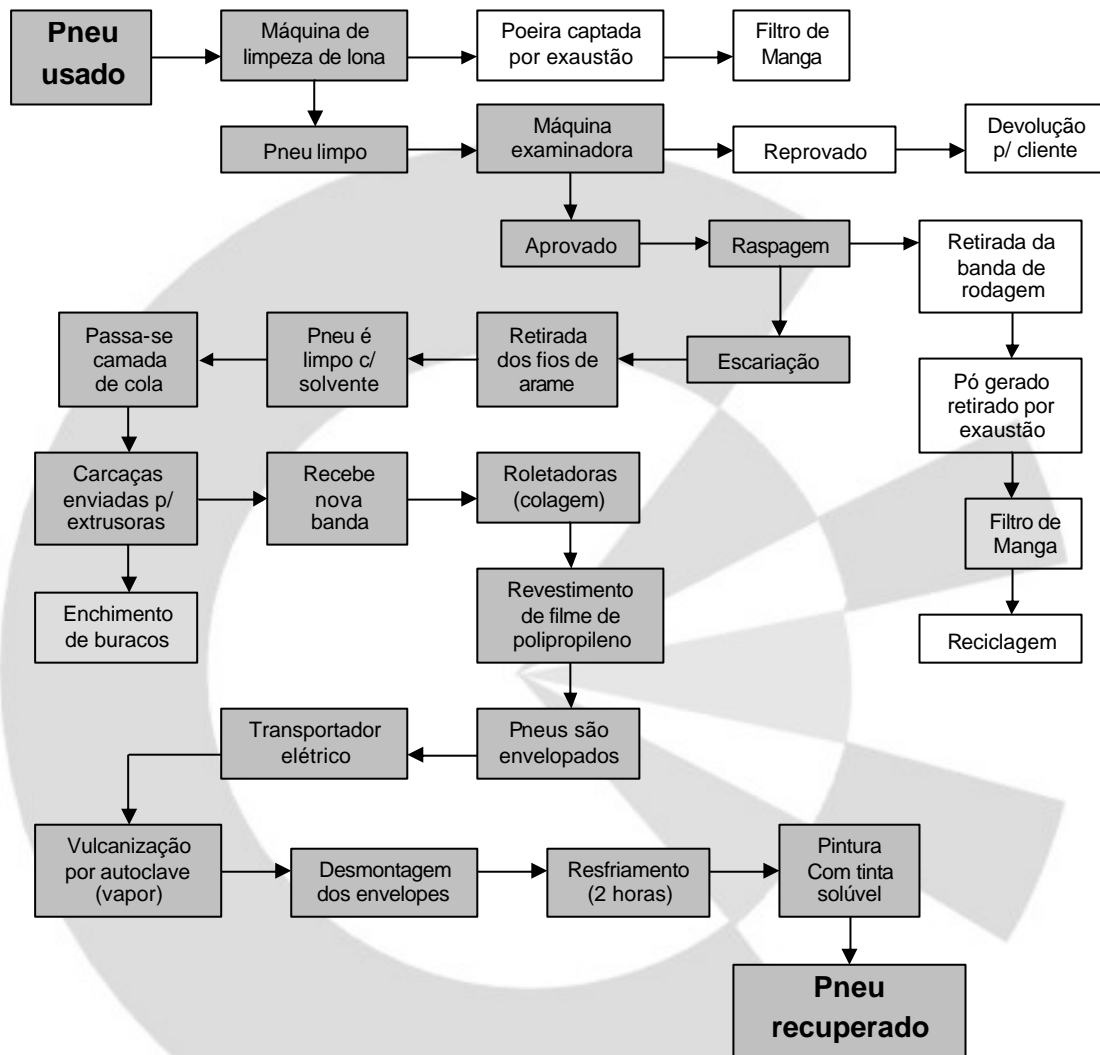 Pneu
usado
Máquina de
limpeza de lona
Poeira captada
por exaustão
Filtro de
Manga
Pneu limpo
Máquina
examinadora
Reprovado
Devolução
p/ cliente
Aprovado
Raspagem
Retirada da
banda de
rodagem
Passa-se
camada
de cola
Pneu é
limpo c/
solvente
Retirada
dos fios de
arame
Escariação
Pó gerado
retirado por
exaustão
Carcaças
enviadas p/
extrusoras
Recebe
nova
banda
Roletadoras
(colagem)
Filtro de
Manga
Enchimento
de buracos
Revestimento
de filme de
polipropileno
Reciclagem
Transportador
elétrico
Pneus são
envelopados
Vulcanização
por autoclave
(vapor)
Desmontagem
dos envelopes
Resfriamento
(2 horas)
Pintura
Com tinta
solúvel
Pneu
recuperado